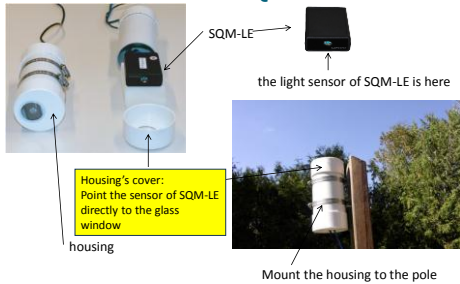 SQM-LE
the light sensor of SQM-LE is here
Housing's cover:
Point the sensor of SQM-LE
directly to the glass
window
housing
Mount the housing to the pole